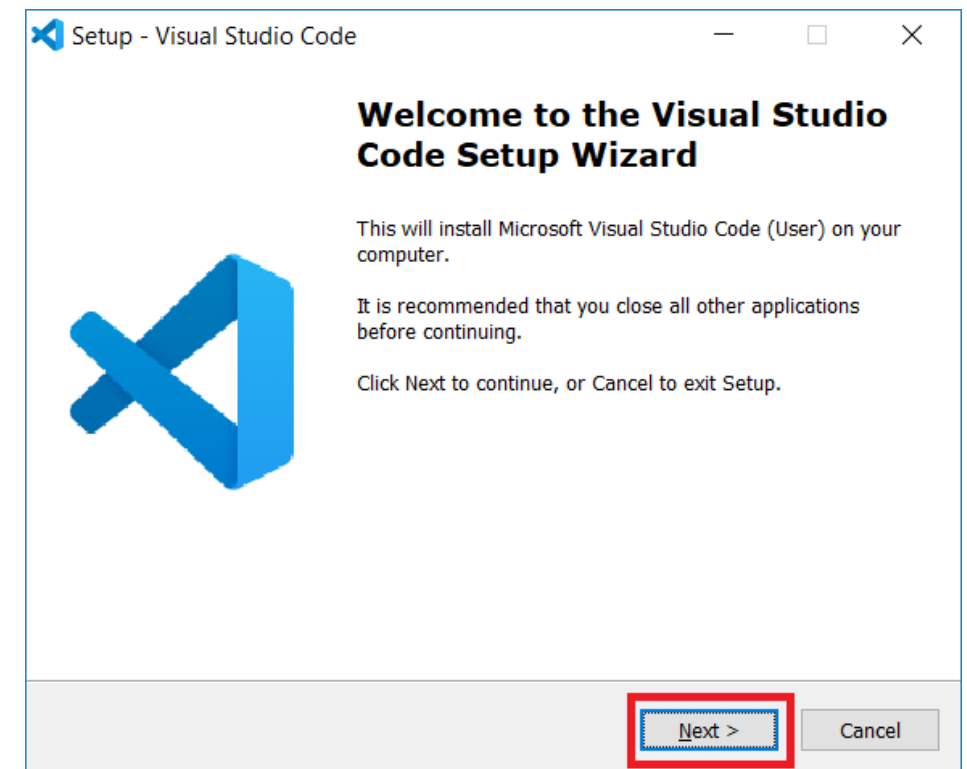 Setup - Visual Studio Code
Welcome to the Visual Studio
Code Setup Wizard
This will install Microsoft Visual Studio Code (User) on your
computer.
It is recommended that you close all other applications
before continuing.
Click Next to continue, or Cancel to exit Setup.
Next >
Cancel